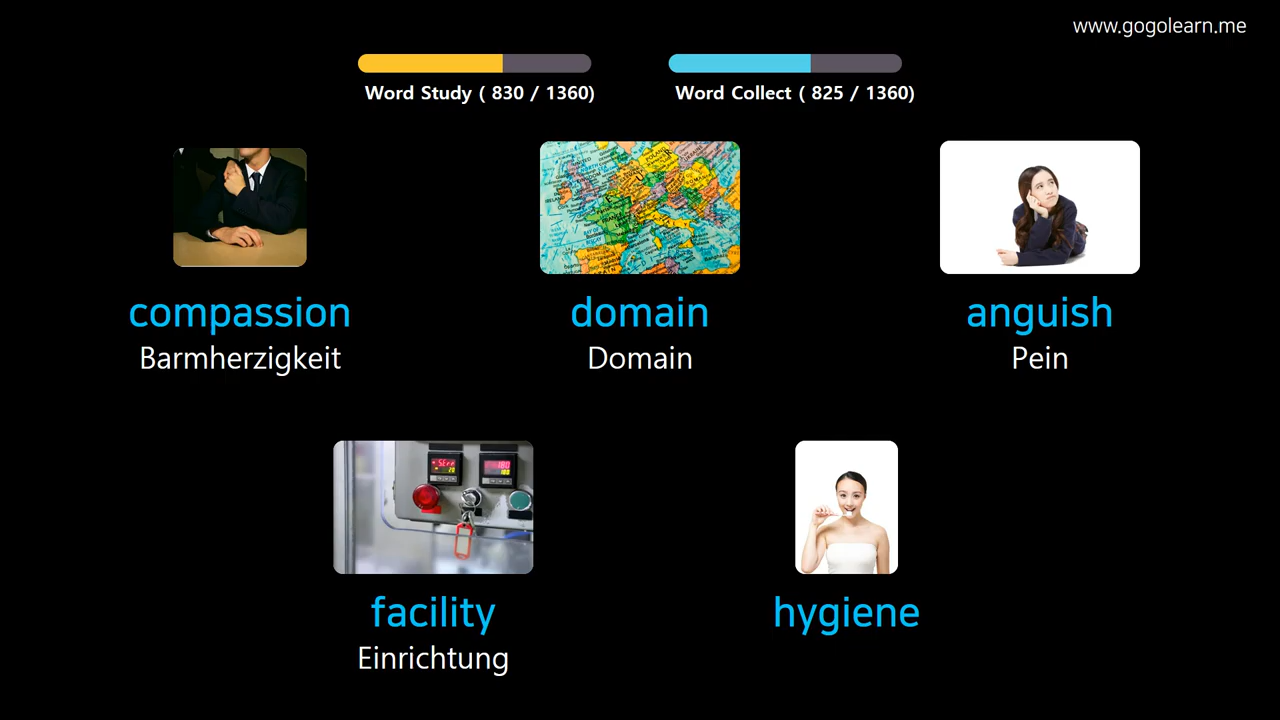 www.gogolearn.me
Word Study ( 830 / 1360)
Word Collect ( 825 / 1360)
compassion
Barmherzigkeit
domain
Domain
anguish
Pein
facility
Einrichtung
hygiene